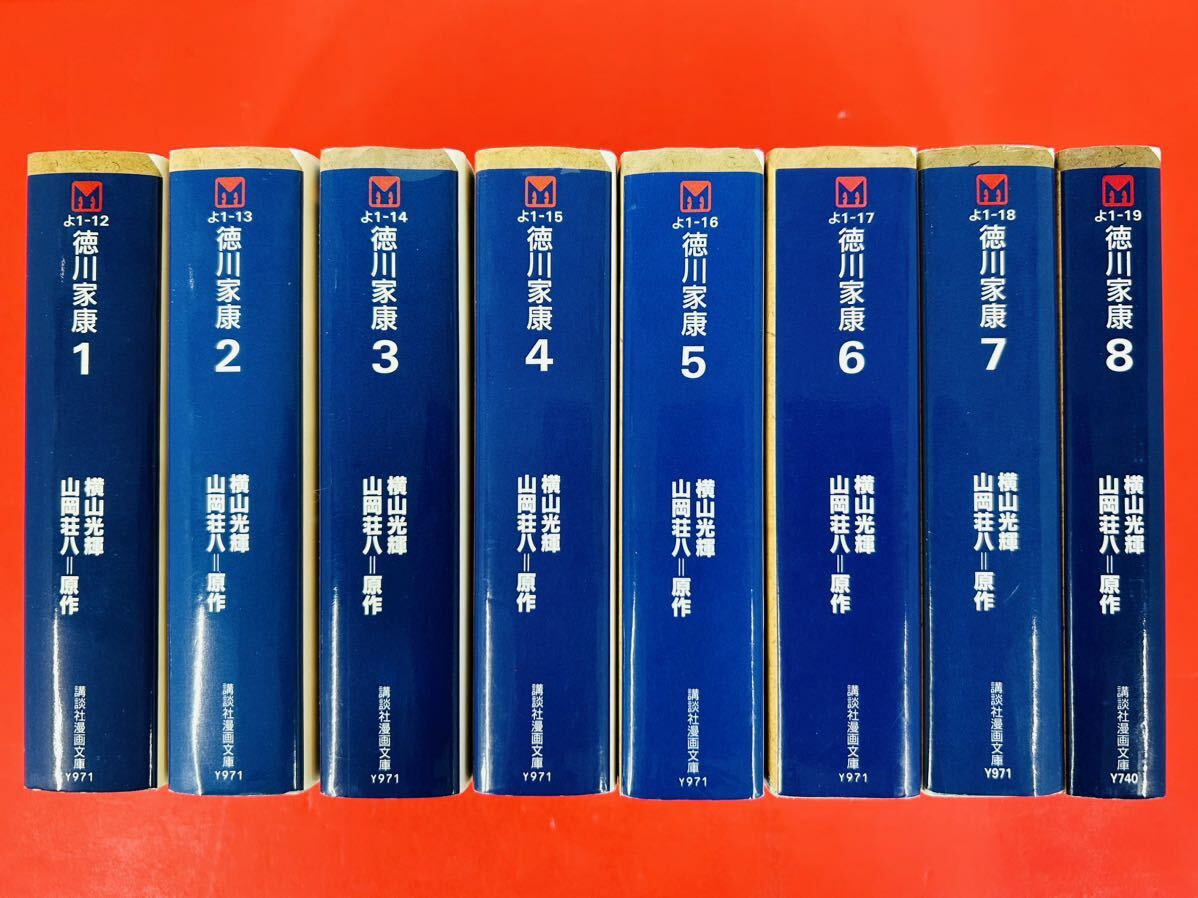 よ1-12
徳川家康
1
横山光輝
山岡荘八=原作
講談社漫画文庫
Y971
よ1-13
徳川家康
2
横山光輝
山岡荘八=原作
講談社漫画文庫
Y971
よ1-14
徳川家康
3
横山光輝
山岡荘八=原作
講談社漫画文庫
Y971
よ1-15
徳川家康
4
横山光輝
山岡荘八=原作
講談社漫画文庫
Y971
よ1-16
徳川家康
5
横山光輝
山岡荘八=原作
講談社漫画文庫
Y971
よ1-17
徳川家康
6
横山光輝
山岡荘八=原作
講談社漫画文庫
Y971
よ1-18
徳川家康
7
横山光輝
山岡荘八=原作
講談社漫画文庫
Y971
よ1-19
徳川家康
8
横山光輝
山岡荘八=原作
講談社漫画文庫
Y740